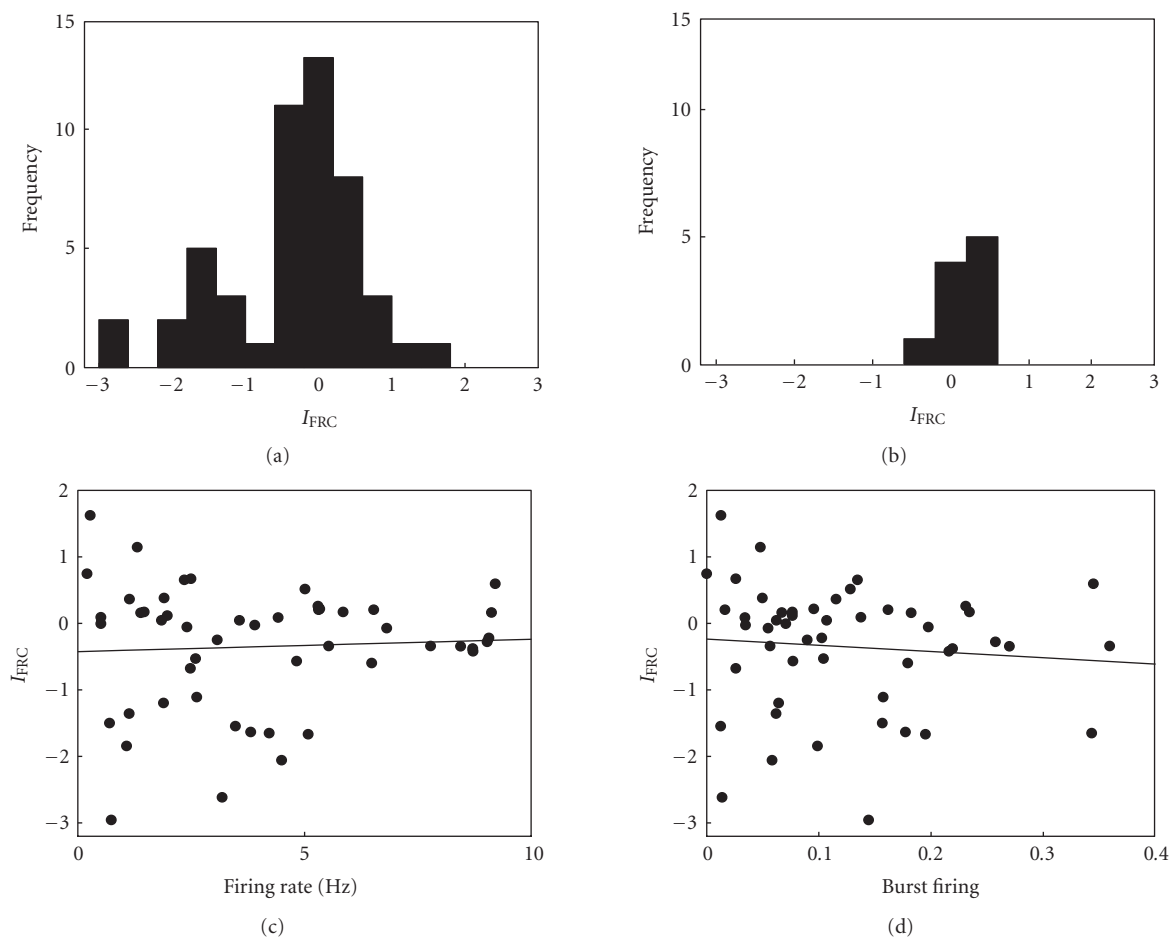 15
10
5
0
Frequency
−3 −2 −1 0 1 2 3
I_FRC
(a)
15
10
5
0
Frequency
−3 −2 −1 0 1 2 3
I_FRC
(b)
2
1
0
−1
−2
−3
I_FRC
0 5 10
Firing rate (Hz)
(c)
2
1
0
−1
−2
−3
I_FRC
0 0.1 0.2 0.3 0.4
Burst firing
(d)